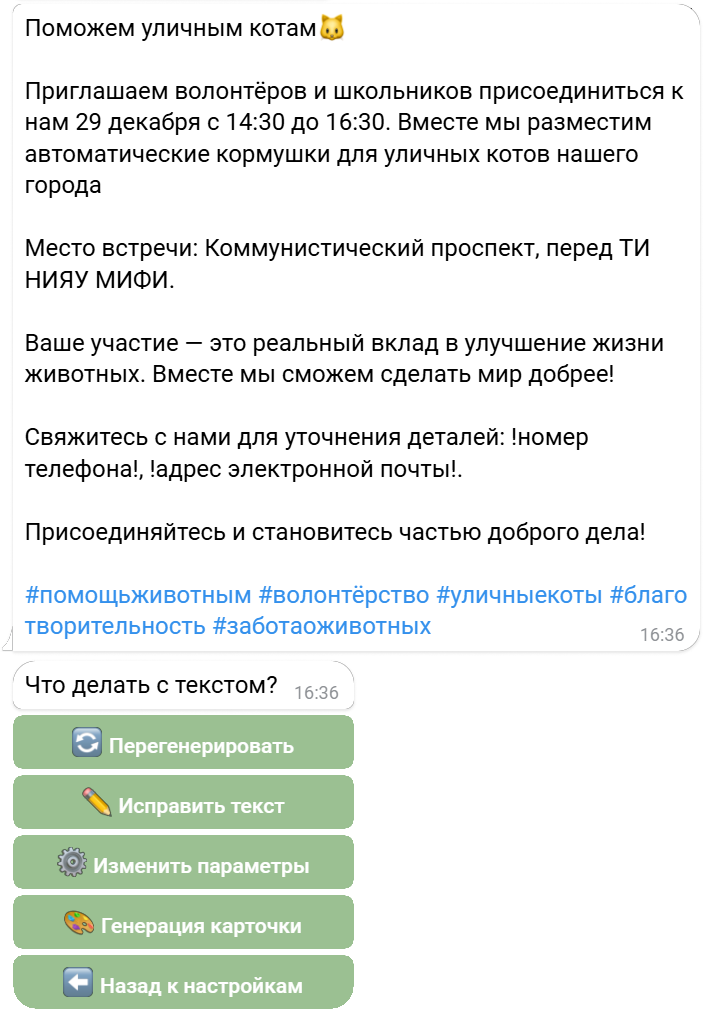 Поможем уличным котам🐱
Приглашаем волонтёров и школьников присоединиться к
нам 29 декабря с 14:30 до 16:30. Вместе мы разместим
автоматические кормушки для уличных котов нашего
города
Место встречи: Коммунистический проспект, перед ТИ
НИЯУ МИФИ.
Ваше участие — это реальный вклад в улучшение жизни
животных. Вместе мы сможем сделать мир добрее!
Свяжитесь с нами для уточнения деталей: !номер
телефона!, !адрес электронной почты!.
Присоединяйтесь и становитесь частью доброго дела!
#помощьживотным #волонтёрство #уличныекоты #благо
творительность #заботаоживотных
16:36
Что делать с текстом? 16:36
🔄 Перегенерировать
✏️ Исправить текст
⚙️ Изменить параметры
🎨 Генерация карточки
⬅️ Назад к настройкам